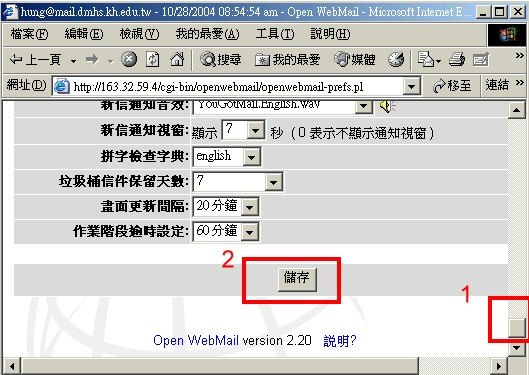 hung@mail.dmhs.kh.edu.tw - 10/28/2004 08:54:54 am - Open WebMail - Microsoft Internet E...
檔案(F) 編輯(E) 檢視(V) 我的最愛(A) 工具(T) 說明(H)
上一頁 搜尋 我的最愛 媒體
網址(D) http://163.32.59.4/cgi-bin/openwebmail/openwebmail-prefs.pl 移至 連結 »
新信通知音效: YouGotMail.English.wav
新信通知視窗: 顯示 7 秒 (0 表示不顯示通知視窗)
拼字檢查字典: english
垃圾桶信件保留天數: 7
畫面更新間隔: 20分鐘
作業階段逾時設定: 60分鐘
2
儲存
1
Open WebMail version 2.20 說明?